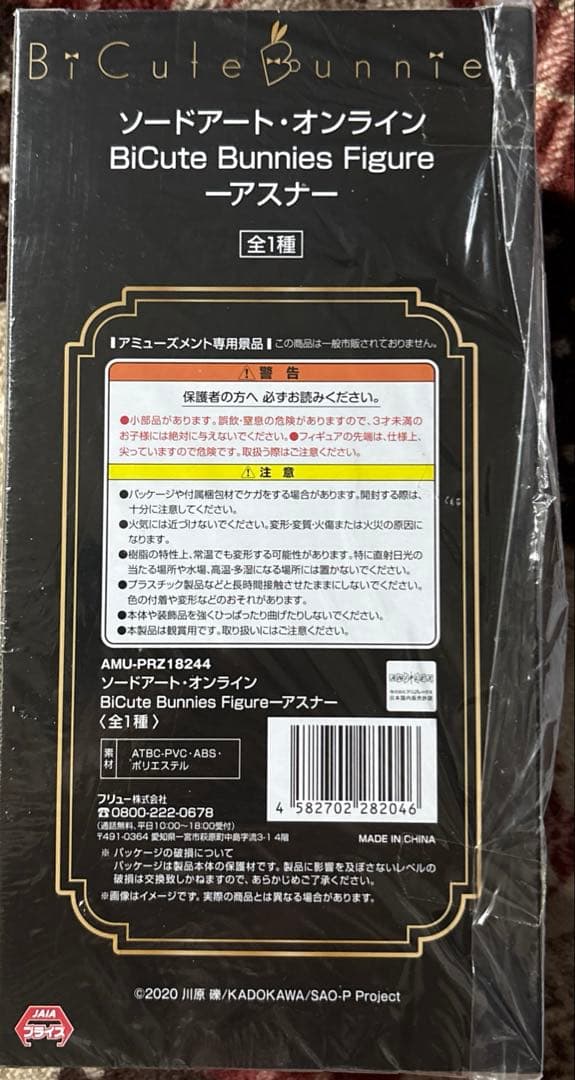 BiCute Bunnie
ソードアート・オンライン
BiCute Bunnies Figure
ーアスナー
全1種
アミューズメント専用景品 この商品は一般市販されておりません。
警告
保護者の方へ 必ずお読みください。
●小部品があります。誤飲・窒息の危険がありますので、3才未満の
お子様には絶対に与えないでください。●フィギュアの先端は、仕様上、
尖っていますので危険です。取扱う際はご注意ください。
注意
●パッケージや付属梱包材でケガをする場合があります。開封する際は、
十分に注意してください。
●火気には近づけないでください。変形・変質・火傷または火災の原因に
なります。
●樹脂の特性上、常温でも変形する可能性があります。特に直射日光の
当たる場所や水場、高温・多湿になる場所には置かないでください。
●プラスチック製品などと長時間接触させたままにしないでください。
色の付着や変形などのおそれがあります。
●本体や装飾品を強くひっぱったり曲げたりしないでください。
●本製品は観賞用です。取り扱いにはご注意ください。
AMU-PRZ18244
ソードアート・オンライン
BiCute Bunnies Figureーアスナー
〈全1種〉
素材 ATBC-PVC・ABS・
ポリエステル
4 582702 282046
フリュー株式会社
☎0800-222-0678
(通話無料、平日10:00~18:00受付)
〒491-0364 愛知県一宮市萩原町中島字流3-1 4階
MADE IN CHINA
※ パッケージの破損について
パッケージは製品本体の保護材です。製品に影響を及ぼさないレベルの
破損は交換致しかねますので、あらかじめご了承ください。
※画像はイメージです。実際の商品とは異なる場合があります。
©2020 川原 礫/KADOKAWA/SAO-P Project
JAIA
プライズ